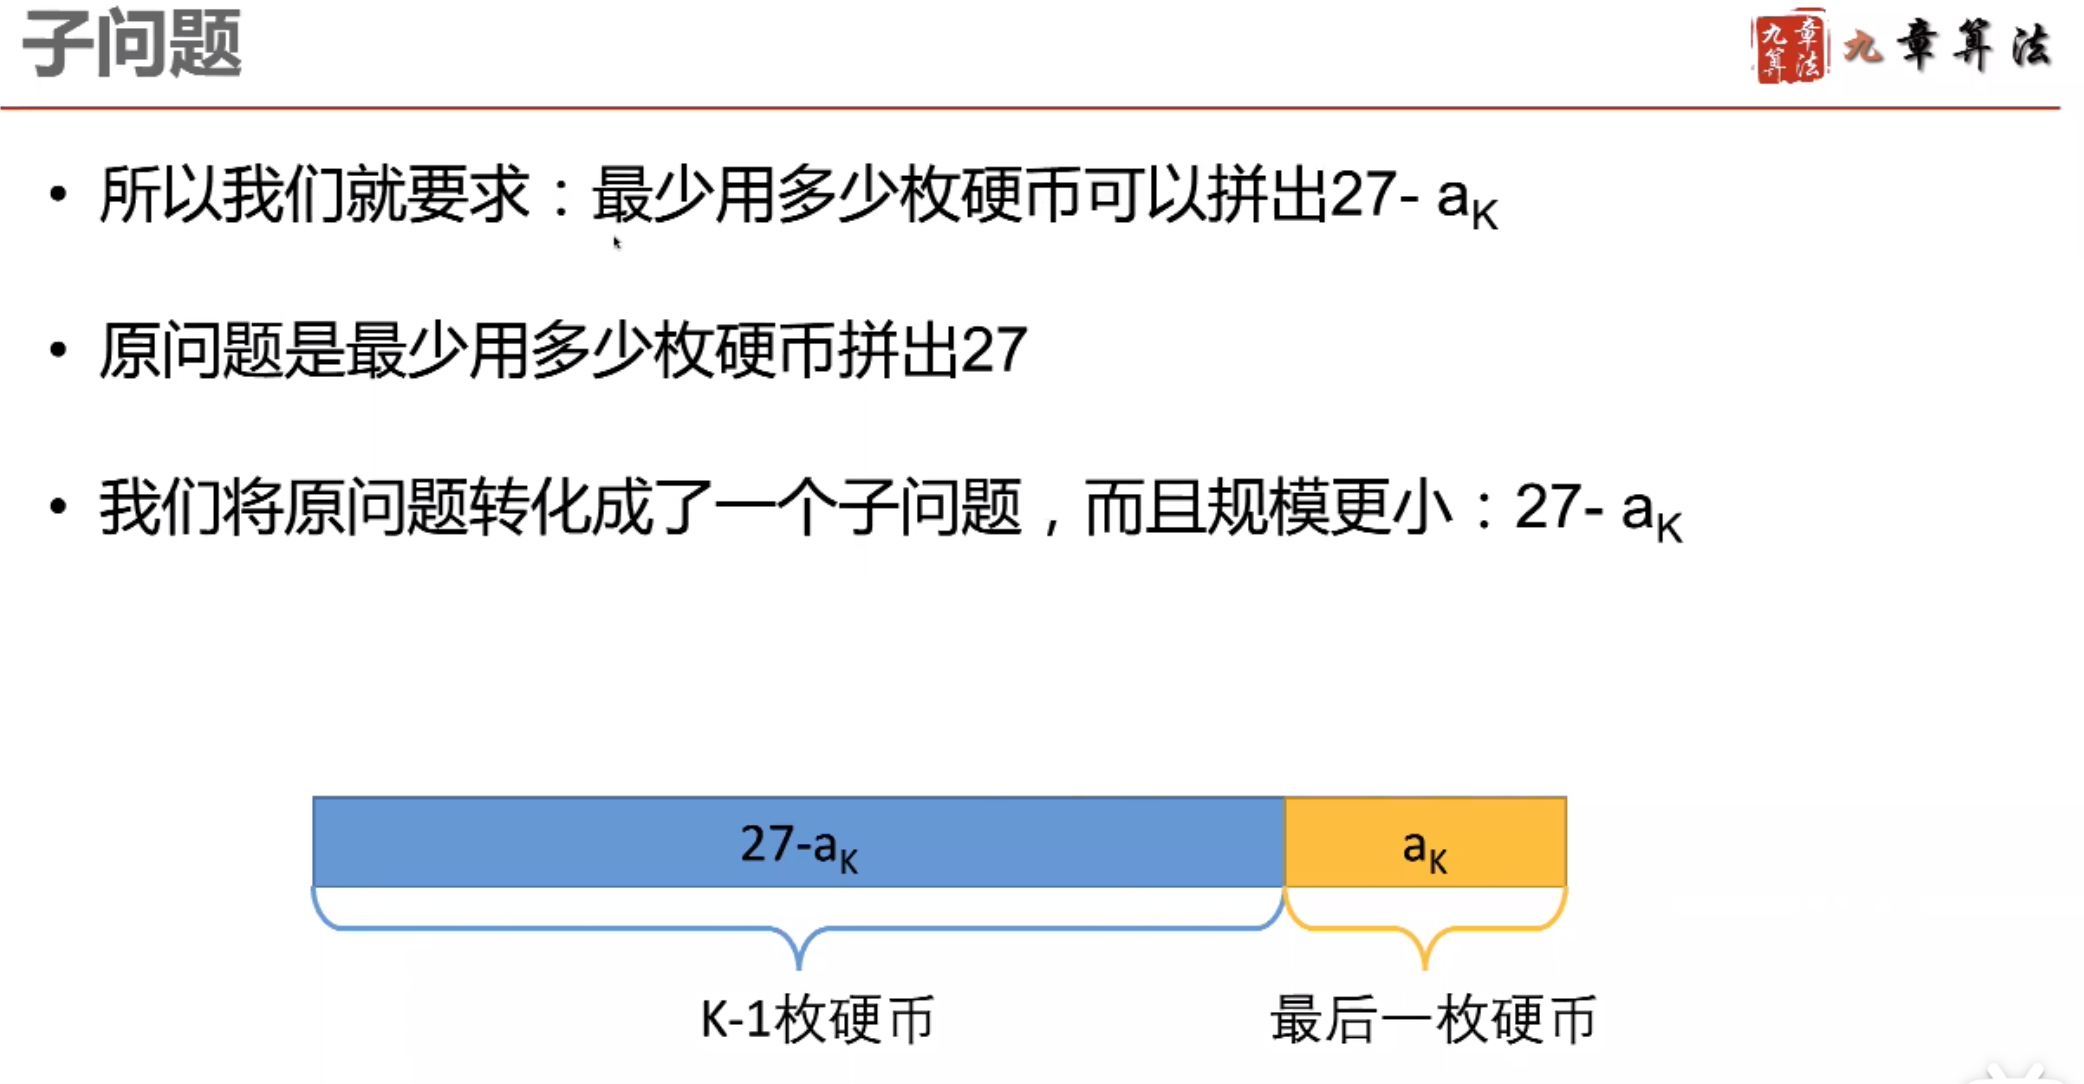 子问题
九章算法
九章算法
• 所以我们就要求：最少用多少枚硬币可以拼出27- aK
• 原问题是最少用多少枚硬币拼出27
• 我们将原问题转化成了一个子问题，而且规模更小：27- aK
27-aK
aK
K-1枚硬币
最后一枚硬币